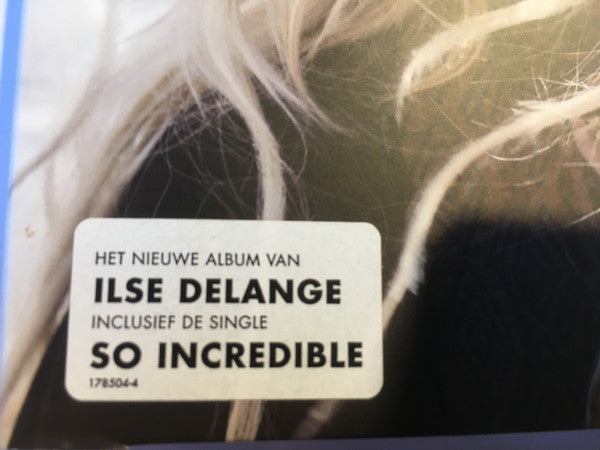 HET NIEUWE ALBUM VAN
ILSE DELANGE
INCLUSIEF DE SINGLE
SO INCREDIBLE
178504-4